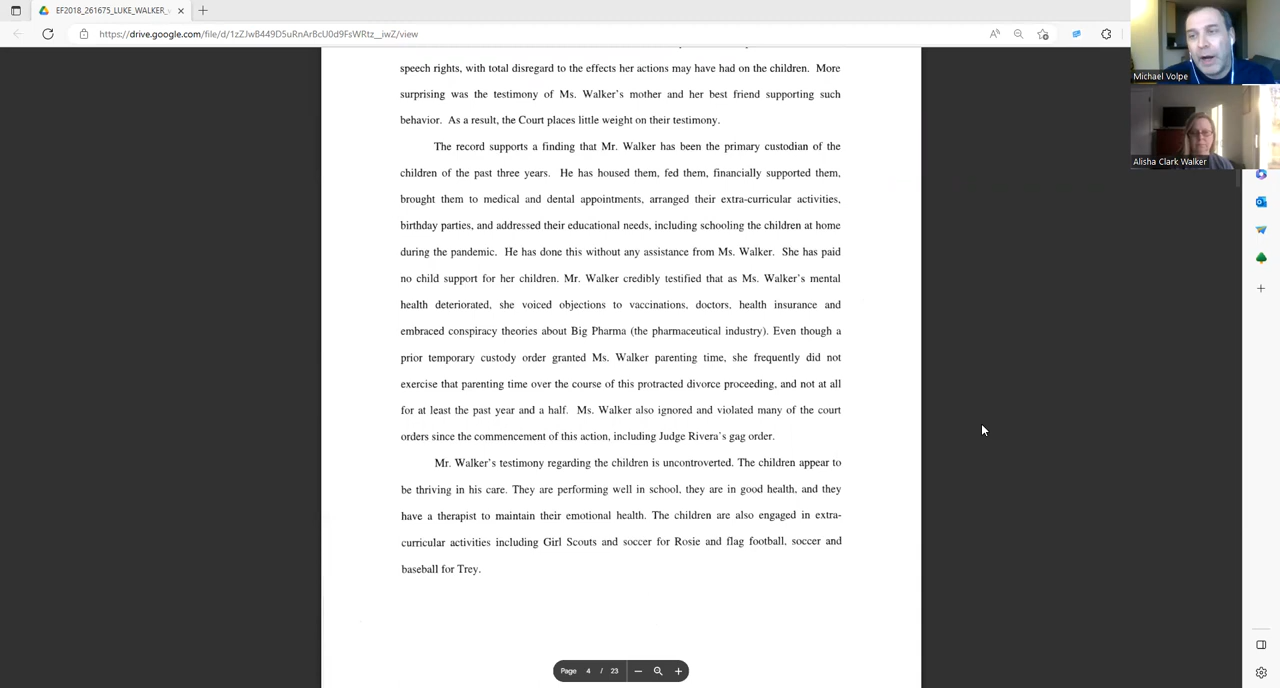 EF2018_261675_LUKE_WALKER_
https://drive.google.com/file/d/1zZJwB449D5uRnArBcU0d9FsWRtz__iwZ/view
Michael Volpe
Alisha Clark Walker
speech rights, with total disregard to the effects her actions may have had on the children. More
surprising was the testimony of Ms. Walker's mother and her best friend supporting such
behavior. As a result, the Court places little weight on their testimony.
The record supports a finding that Mr. Walker has been the primary custodian of the
children of the past three years. He has housed them, fed them, financially supported them,
brought them to medical and dental appointments, arranged their extra-curricular activities,
birthday parties, and addressed their educational needs, including schooling the children at home
during the pandemic. He has done this without any assistance from Ms. Walker. She has paid
no child support for her children. Mr. Walker credibly testified that as Ms. Walker's mental
health deteriorated, she voiced objections to vaccinations, doctors, health insurance and
embraced conspiracy theories about Big Pharma (the pharmaceutical industry). Even though a
prior temporary custody order granted Ms. Walker parenting time, she frequently did not
exercise that parenting time over the course of this protracted divorce proceeding, and not at all
for at least the past year and a half. Ms. Walker also ignored and violated many of the court
orders since the commencement of this action, including Judge Rivera's gag order.
Mr. Walker's testimony regarding the children is uncontroverted. The children appear to
be thriving in his care. They are performing well in school, they are in good health, and they
have a therapist to maintain their emotional health. The children are also engaged in extra-
curricular activities including Girl Scouts and soccer for Rosie and flag football, soccer and
baseball for Trey.
Page 4 / 23